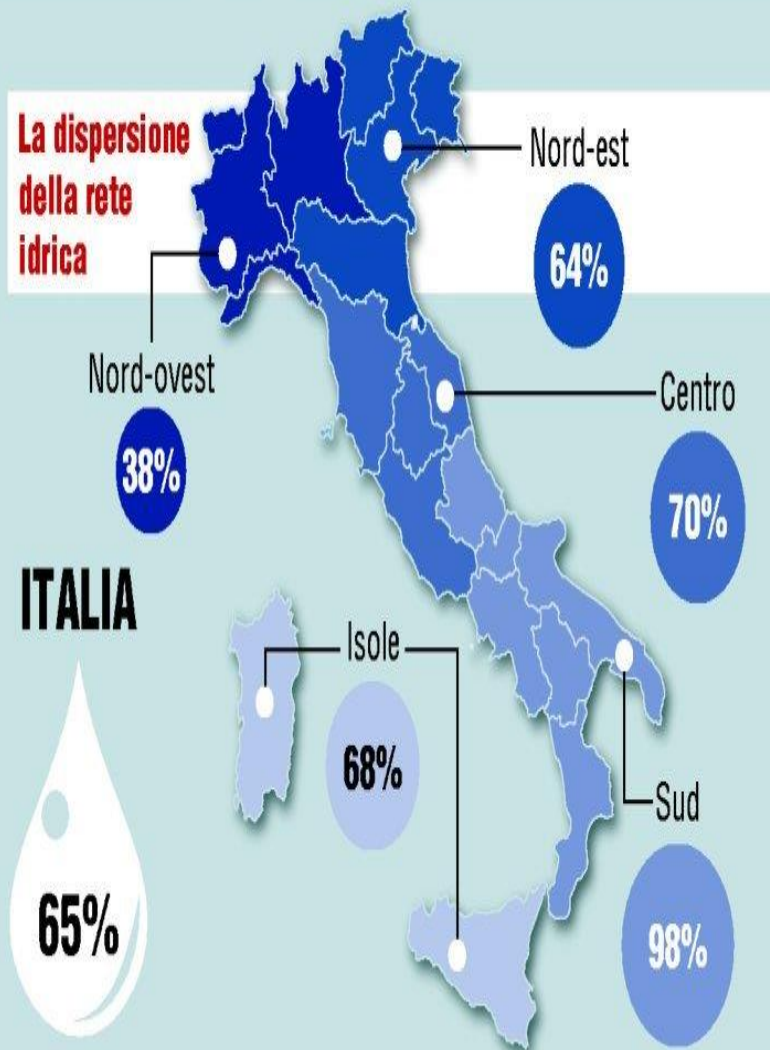 La dispersione
della rete
idrica
Nord-est
64%
Nord-ovest
38%
Centro
70%
ITALIA
65%
Isole
68%
Sud
98%